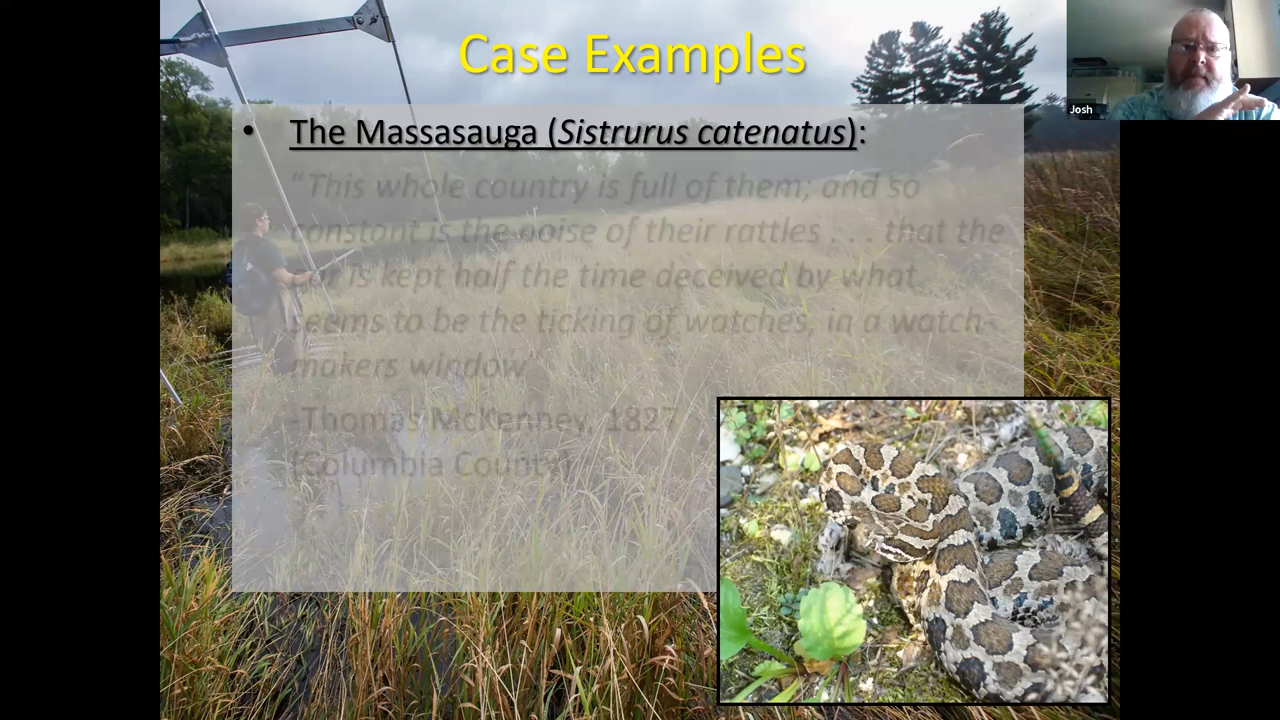 Case Examples
Josh
• The Massasauga (Sistrurus catenatus):
“This whole country is full of them; and so
constant is the noise of their rattles . . . that the
ear is kept half the time deceived by what
seems to be the ticking of watches, in a watch-
makers window”
-Thomas McKenney, 1827
(Columbia County)